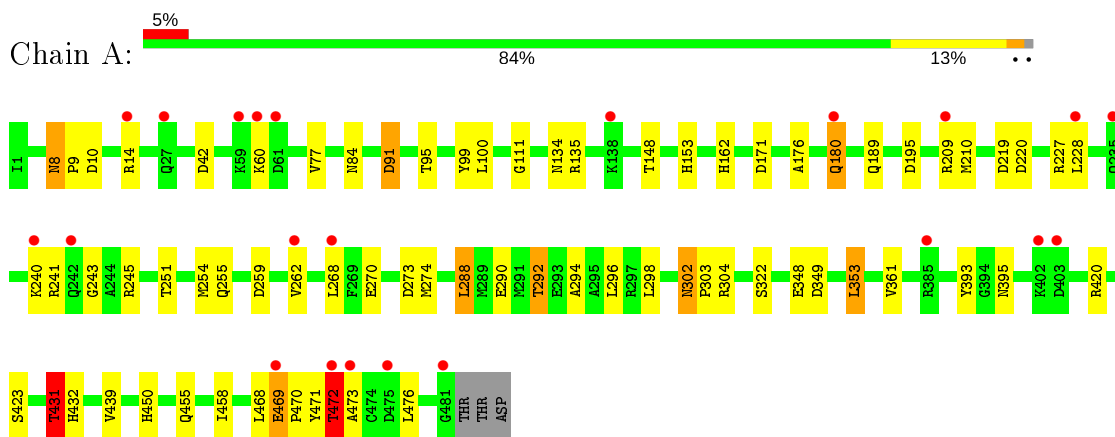 5%
Chain A:
84%
13%
I1 N8 P9 D10 R14 Q27 D42 K59 K60 D61 V77 N84 D91 T95 Y99 L100 G111 N134 R135 K138 T148 H153 H162 D171 A176 Q180 Q189 D195 R209 M210 D219 D220 R227 L228
K240 R241 Q242 G243 A244 R245 T251 M254 Q255 D259 V262 L268 F269 E270 D273 M274 L288 M289 E290 M291 T292 E293 A294 A295 L296 R297 L298 N302 P303 R304 S322 E348 D349 L353 V361 R385 Y393 G394 N395 K402 D403 R420
S423 T431 H432 V439 H450 Q455 I458 L468 E469 P470 Y471 T472 A473 C474 D475 L476 G481 THR THR ASP